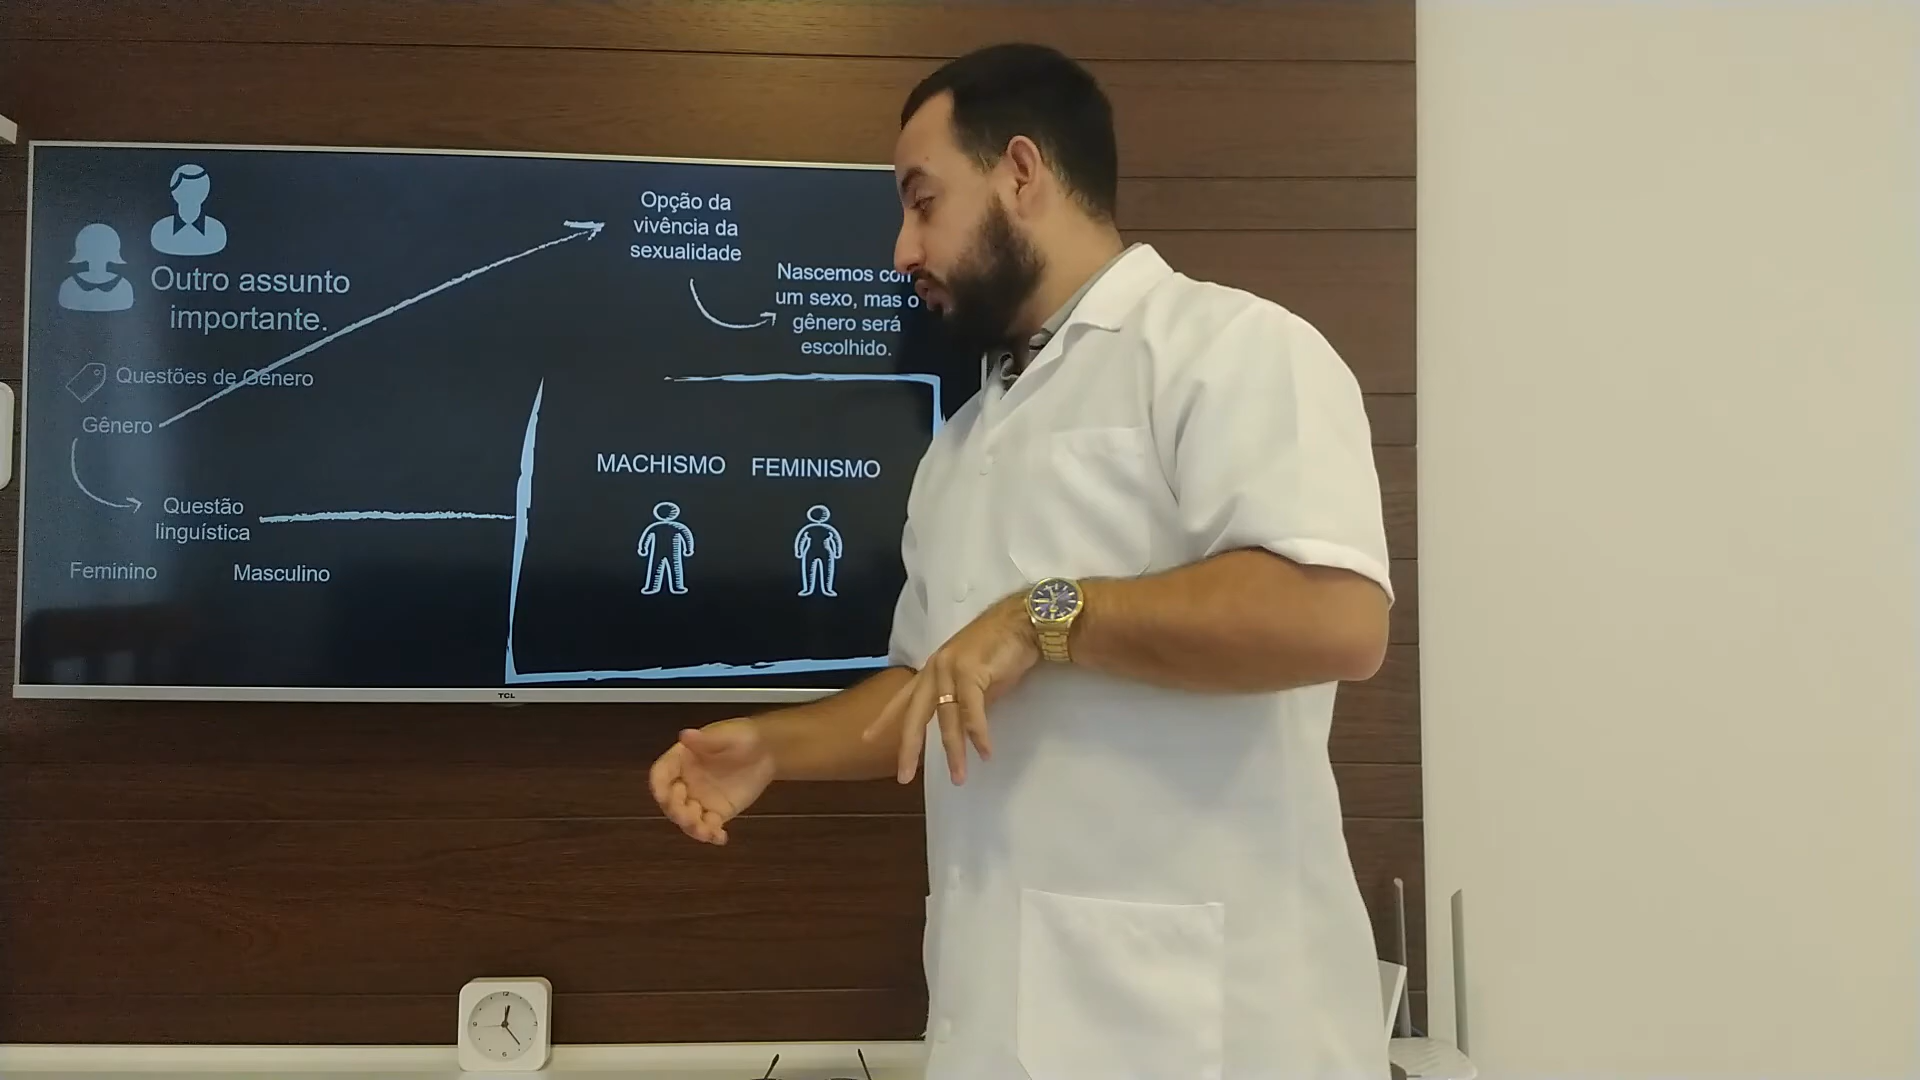 Outro assunto
importante.
Questões de Gênero
Gênero
Questão
linguística
Feminino
Masculino
Opção da
vivência da
sexualidade
Nascemos com
um sexo, mas o
gênero será
escolhido.
MACHISMO
FEMINISMO
TCL